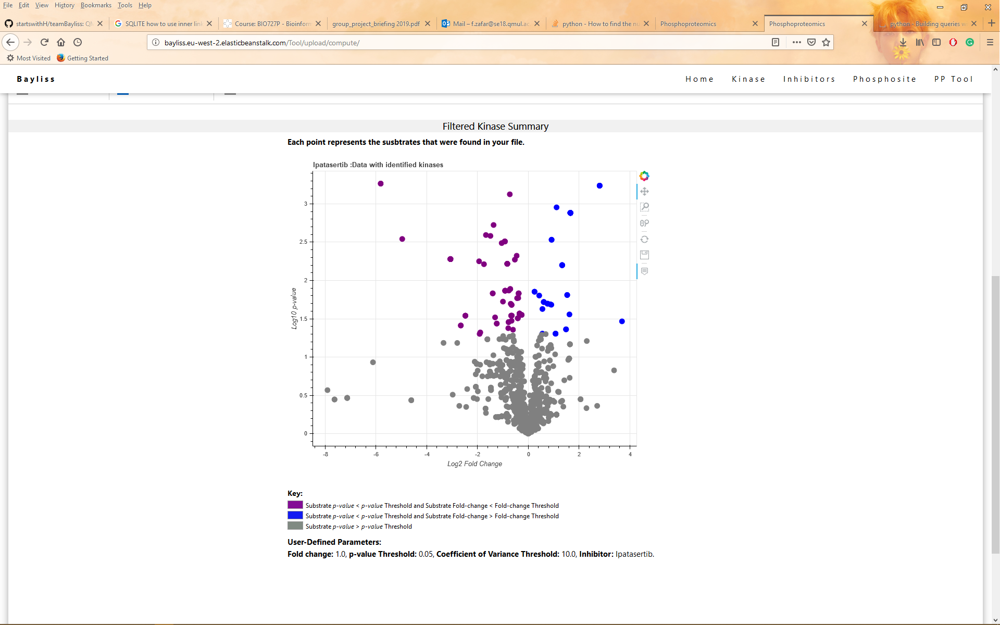 File Edit View History Bookmarks Tools Help
startswithH/teamBayliss: QM
SQLITE how to use inner link
Course: BIO727P - Bioinform
group_project_briefing 2019.pdf
Mail – f.zafar@se18.qmul.ac.
python - How to find the nu
Phosphoproteomics
Phosphoproteomics
python - Building queries w
bayliss.eu-west-2.elasticbeanstalk.com/Tool/upload/compute/
Most Visited Getting Started
Bayliss Home Kinase Inhibitors Phosphosite PP Tool
Filtered Kinase Summary
Each point represents the susbtrates that were found in your file.
Ipatasertib :Data with identified kinases
3
2.5
2
1.5
1
0.5
0
Log10 p-value
-8 -6 -4 -2 0 2 4
Log2 Fold Change
Key:
Substrate p-value < p-value Threshold and Substrate Fold-change < Fold-change Threshold
Substrate p-value < p-value Threshold and Substrate Fold-change > Fold-change Threshold
Substrate p-value > p-value Threshold
User-Defined Parameters:
Fold change: 1.0, p-value Threshold: 0.05, Coefficient of Variance Threshold: 10.0, Inhibitor: Ipatasertib.